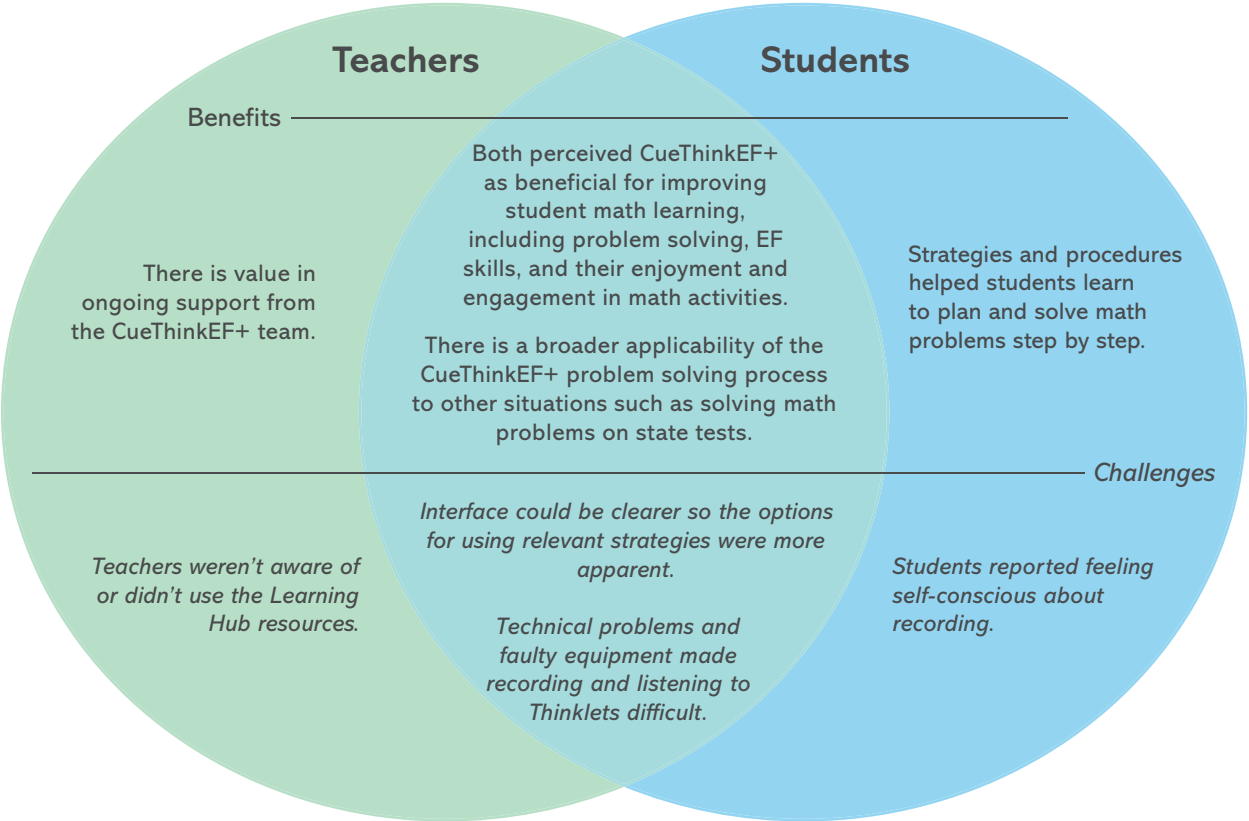 Teachers
Students
Benefits
Both perceived CueThinkEF+
as beneficial for improving
student math learning,
including problem solving, EF
skills, and their enjoyment and
engagement in math activities.
There is value in
ongoing support from
the CueThinkEF+ team.
Strategies and procedures
helped students learn
to plan and solve math
problems step by step.
There is a broader applicability of the
CueThinkEF+ problem solving process
to other situations such as solving math
problems on state tests.
Challenges
Interface could be clearer so the options
for using relevant strategies were more
apparent.
Teachers weren’t aware of
or didn’t use the Learning
Hub resources.
Students reported feeling
self-conscious about
recording.
Technical problems and
faulty equipment made
recording and listening to
Thinklets difficult.